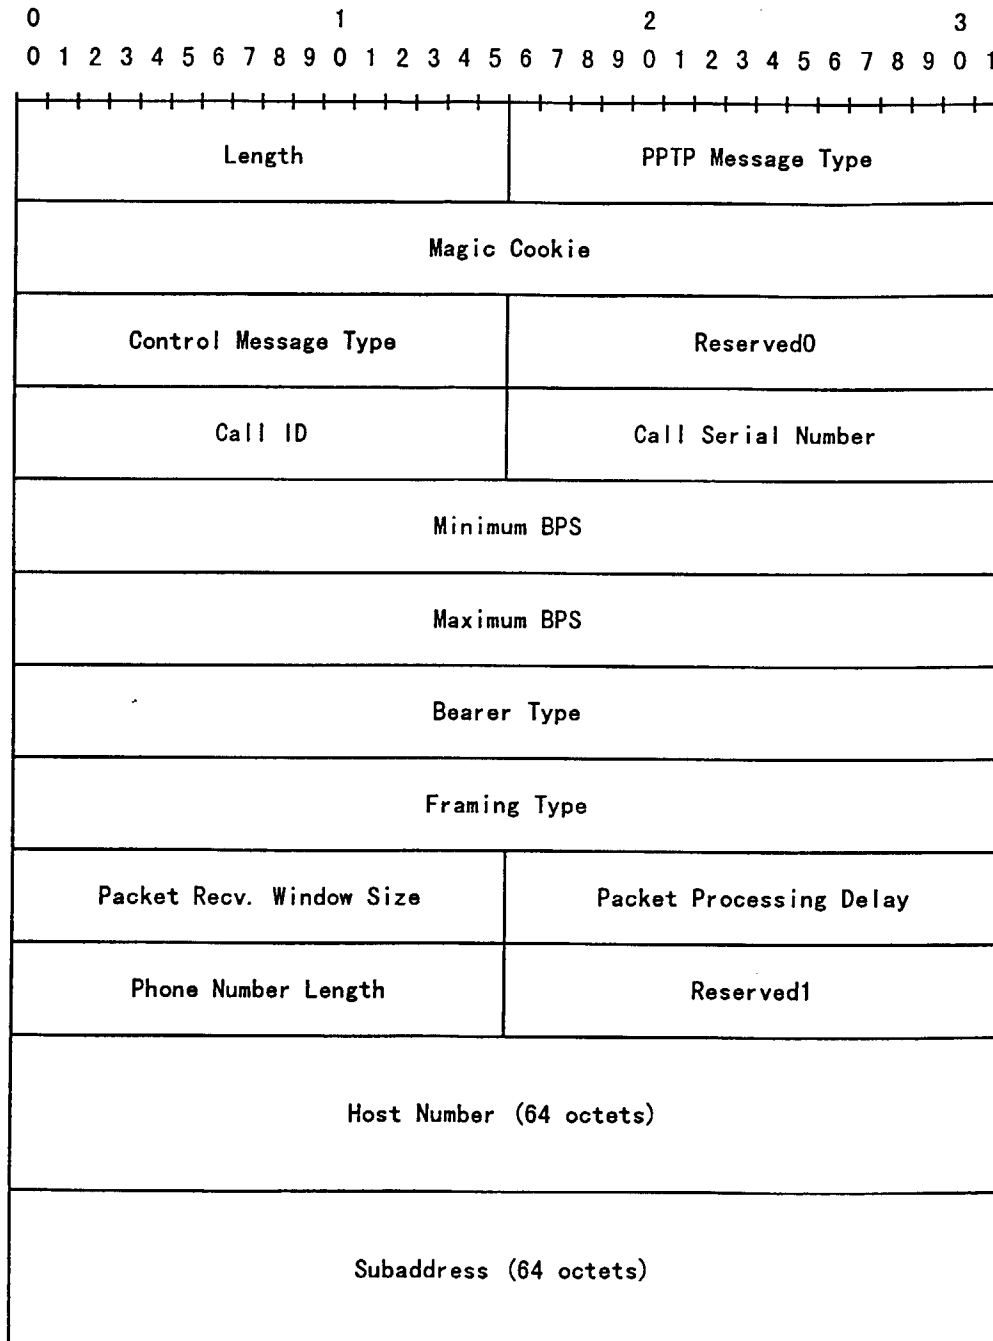 0 1 2 3
0 1 2 3 4 5 6 7 8 9 0 1 2 3 4 5 6 7 8 9 0 1 2 3 4 5 6 7 8 9 0 1
Length PPTP Message Type
Magic Cookie
Control Message Type Reserved0
Call ID Call Serial Number
Minimum BPS
Maximum BPS
Bearer Type
Framing Type
Packet Recv. Window Size Packet Processing Delay
Phone Number Length Reserved1
Host Number (64 octets)
Subaddress (64 octets)